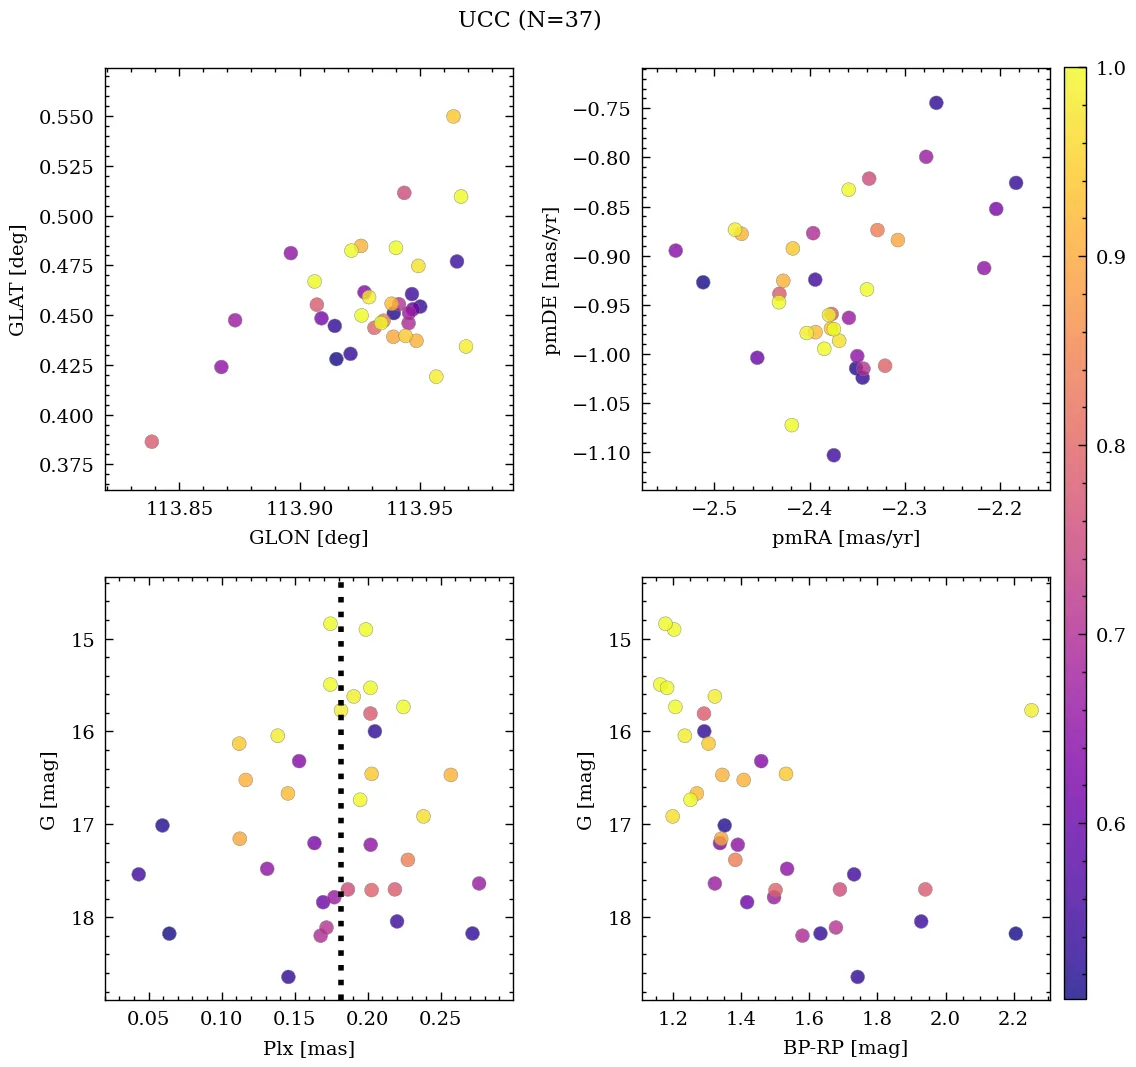 UCC (N=37)
0.550
0.525
0.500
0.475
0.450
0.425
0.400
0.375
GLAT [deg]
113.85 113.90 113.95
GLON [deg]
−0.75
−0.80
−0.85
−0.90
−0.95
−1.00
−1.05
−1.10
pmDE [mas/yr]
−2.5 −2.4 −2.3 −2.2
pmRA [mas/yr]
1.0
0.9
0.8
0.7
0.6
15
16
17
18
G [mag]
0.05 0.10 0.15 0.20 0.25
Plx [mas]
15
16
17
18
G [mag]
1.2 1.4 1.6 1.8 2.0 2.2
BP-RP [mag]